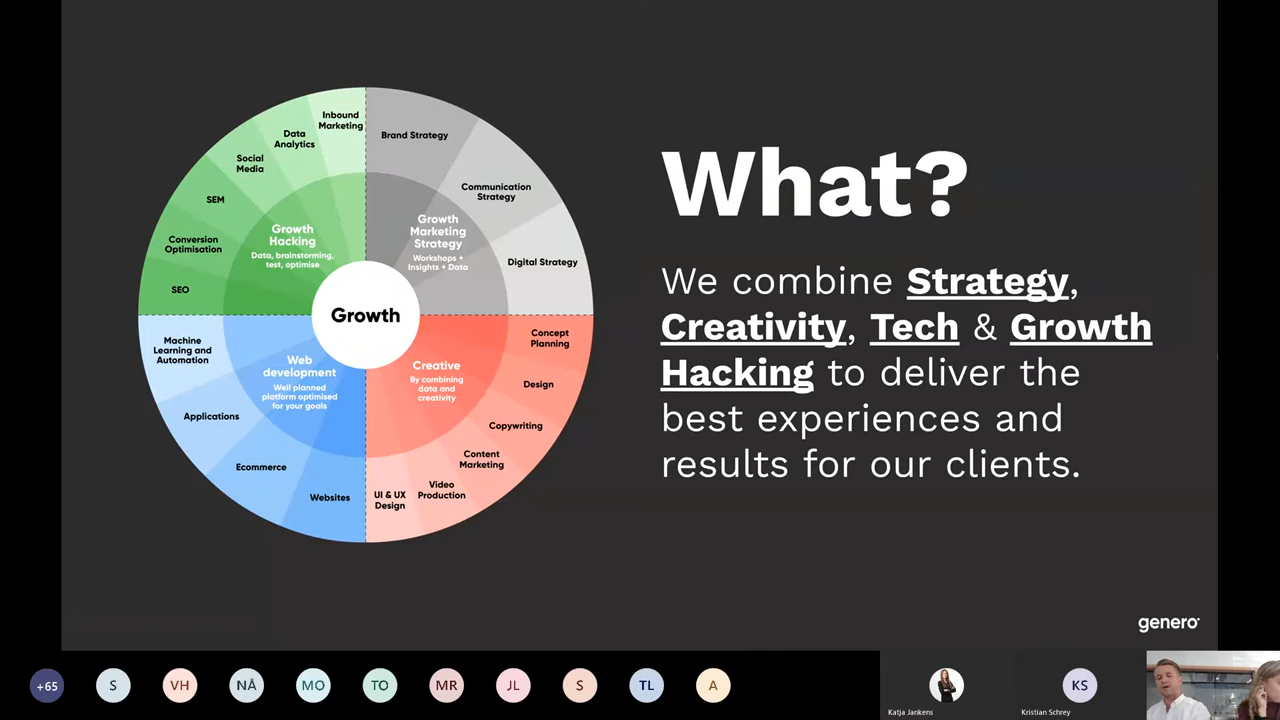 Inbound
Marketing
Data
Analytics
Social
Media
SEM
Conversion
Optimisation
SEO
Growth
Hacking
Data, brainstorming,
test, optimise
Brand Strategy
Communication
Strategy
Digital Strategy
Growth
Marketing
Strategy
Workshops +
Insights + Data
Growth
Machine
Learning and
Automation
Applications
Ecommerce
Websites
Web
development
Well planned
platform optimised
for your goals
Creative
By combining
data and
creativity
Concept
Planning
Design
Copywriting
Content
Marketing
Video
Production
UI & UX
Design
What?
We combine Strategy,
Creativity, Tech & Growth
Hacking to deliver the
best experiences and
results for our clients.
genero
+65
S
VH
NÅ
MO
TO
MR
JL
S
TL
A
Katja Jankens
KS
Kristian Schrey